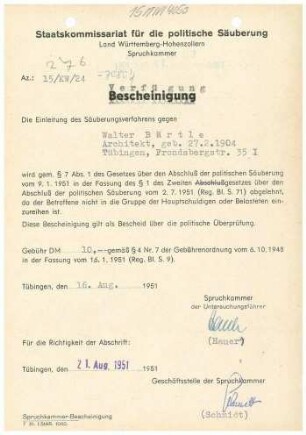 Staatskommissariat für die politische Säuberung
Land Württemberg-Hohenzollern
Spruchkammer
Az.: 15/KW/21
Verfügung
Bescheinigung
Die Einleitung des Säuberungsverfahrens gegen
Walter Bärtle
Architekt, geb. 27.2.1904
Tübingen, Frondsbergstr. 35 I
wird gem. § 7 Abs. 1 des Gesetzes über den Abschluß der politischen Säuberung
vom 9. 1. 1951 in der Fassung des § 1 des Zweiten Abschlußgesetzes über den
Abschluß der politischen Säuberung vom 2. 7. 1951 (Reg. Bl. S. 71) abgelehnt,
da der Betroffene nicht in die Gruppe der Hauptschuldigen oder Belasteten einzureihen ist.
Diese Bescheinigung gilt als Bescheid über die politische Überprüfung.
Gebühr DM 10,-- gemäß § 4 Nr. 7 der Gebührenordnung vom 6. 10. 1948
in der Fassung vom 16. 1. 1951 (Reg. Bl. S. 9).
Tübingen, den 16. Aug. 1951
Spruchkammer
der Untersuchungsführer
(Hauer)
Für die Richtigkeit der Abschrift:
Tübingen, den 21. Aug. 1951
Geschäftsstelle der Spruchkammer
(Schmidt)
Spruchkammer-Bescheinigung